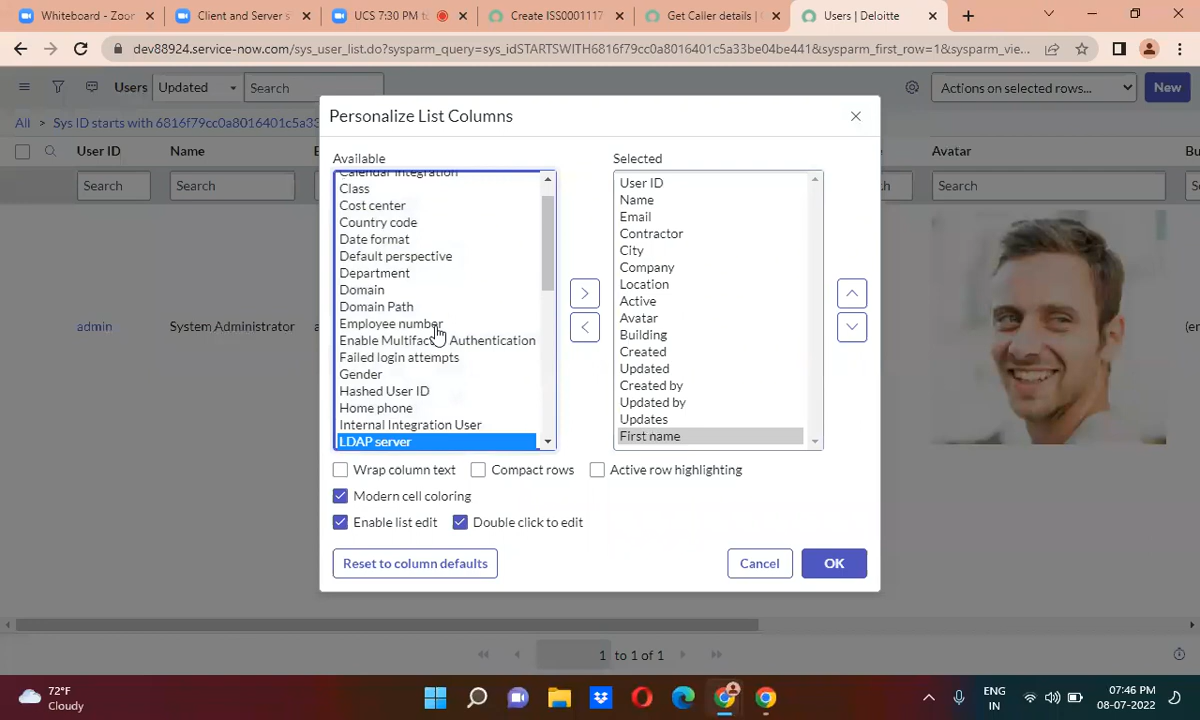 Whiteboard - Zoor
Client and Server s
UCS 7:30 PM to
Create ISS0001117
Get Caller details | C
Users | Deloitte
dev88924.service-now.com/sys_user_list.do?sysparm_query=sys_idSTARTSWITH6816f79cc0a8016401c5a33be04be441&sysparm_first_row=1&sysparm_vie...
Users
Updated
Search
Actions on selected rows...
New
All > Sys ID starts with 6816f79cc0a8016401c5a33
User ID
Name
Avatar
Bu
Search
Search
Search
admin
System Administrator
(er
Personalize List Columns
Available
Calendar integration
Class
Cost center
Country code
Date format
Default perspective
Department
Domain
Domain Path
Employee number
Enable Multifac Authentication
Failed login attempts
Gender
Hashed User ID
Home phone
Internal Integration User
LDAP server
Selected
User ID
Name
Email
Contractor
City
Company
Location
Active
Avatar
Building
Created
Updated
Created by
Updated by
Updates
First name
Wrap column text
Compact rows
Active row highlighting
Modern cell coloring
Enable list edit
Double click to edit
Reset to column defaults
Cancel
OK
1 to 1 of 1
72°F
Cloudy
ENG
IN
07:46 PM
08-07-2022